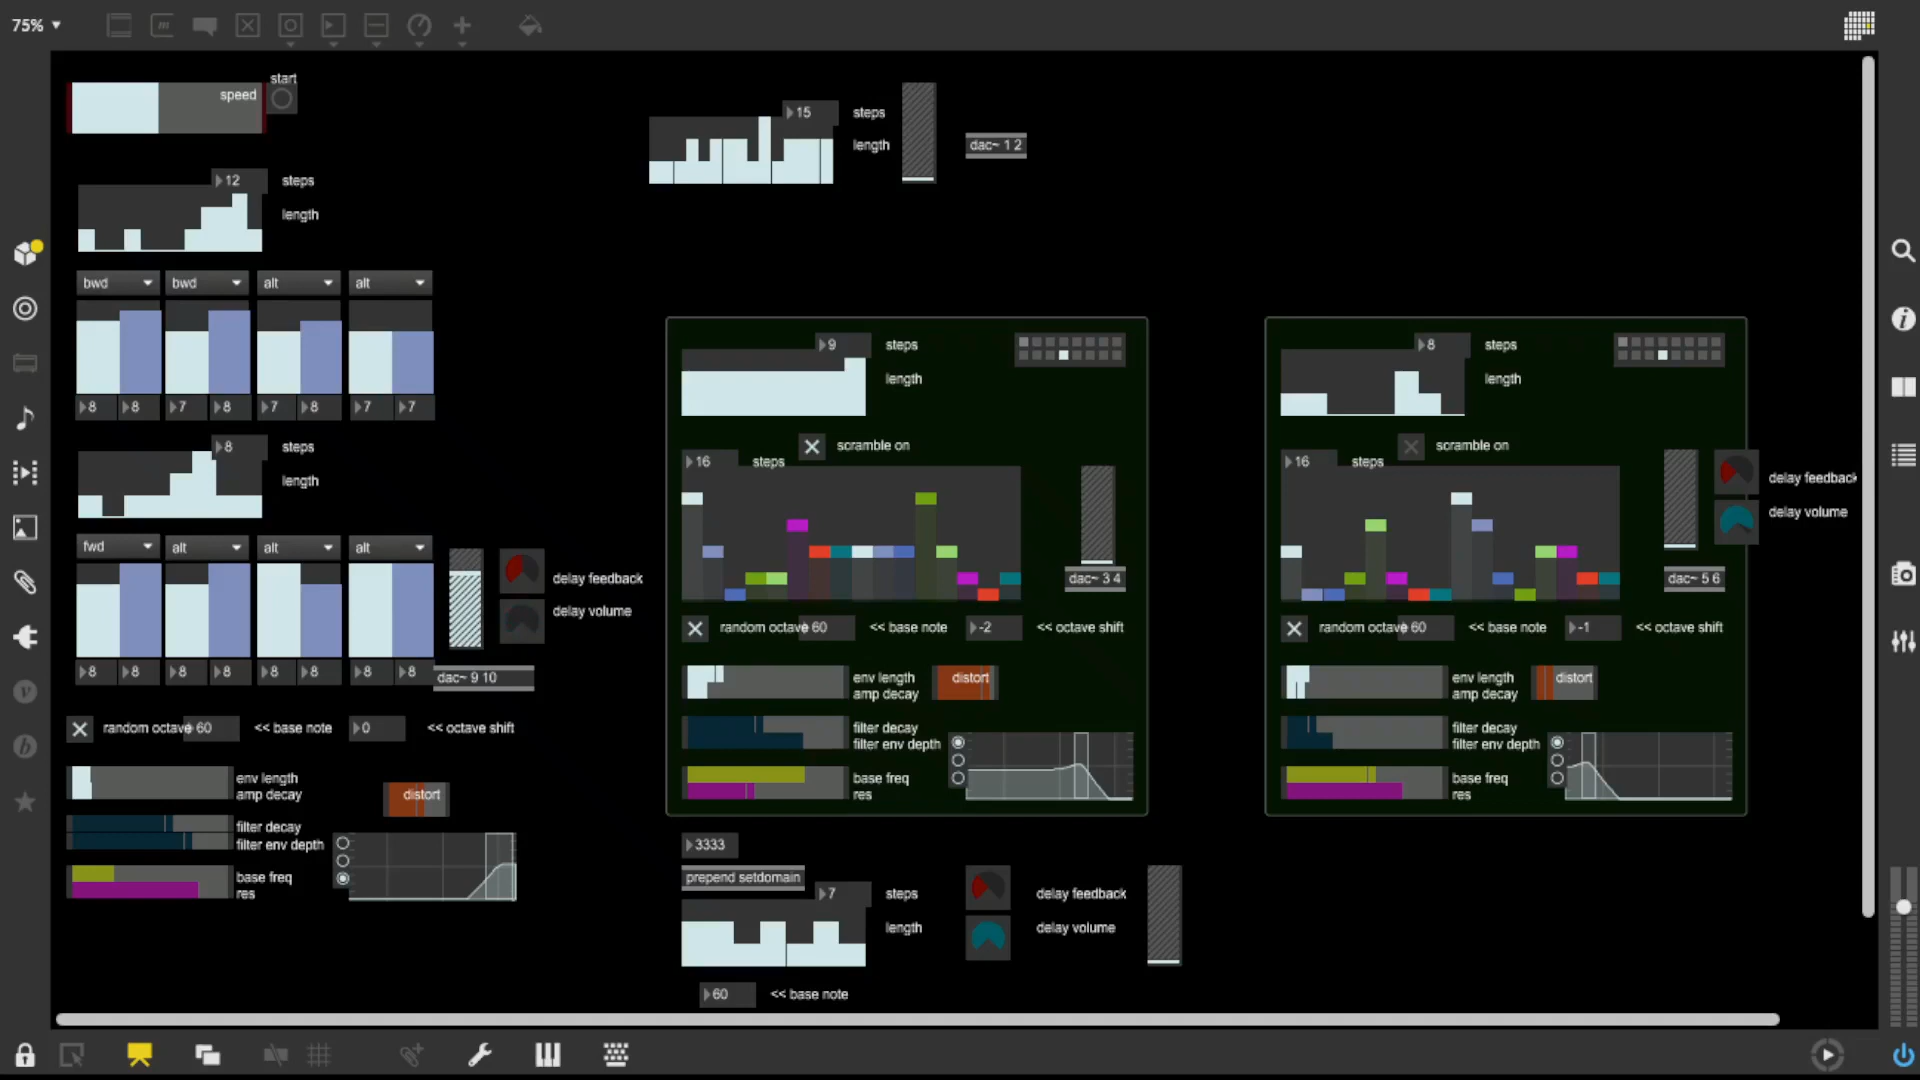 75%
start
speed
15
steps
length
dac~ 1 2
12
steps
length
bwd
bwd
alt
alt
8
8
7
8
7
8
7
7
8
steps
length
fwd
alt
alt
alt
8
8
8
8
8
8
8
8
delay feedback
delay volume
dac~ 9 10
random octave
60
<< base note
0
<< octave shift
env length
amp decay
distort
filter decay
filter env depth
base freq
res
9
steps
length
scramble on
16
steps
dac~ 3 4
random octave
60
<< base note
-2
<< octave shift
env length
amp decay
distort
filter decay
filter env depth
base freq
res
8
steps
length
scramble on
16
steps
delay feedback
delay volume
dac~ 5 6
random octave
60
<< base note
-1
<< octave shift
env length
amp decay
distort
filter decay
filter env depth
base freq
res
3333
prepend setdomain
7
steps
length
delay feedback
delay volume
60
<< base note